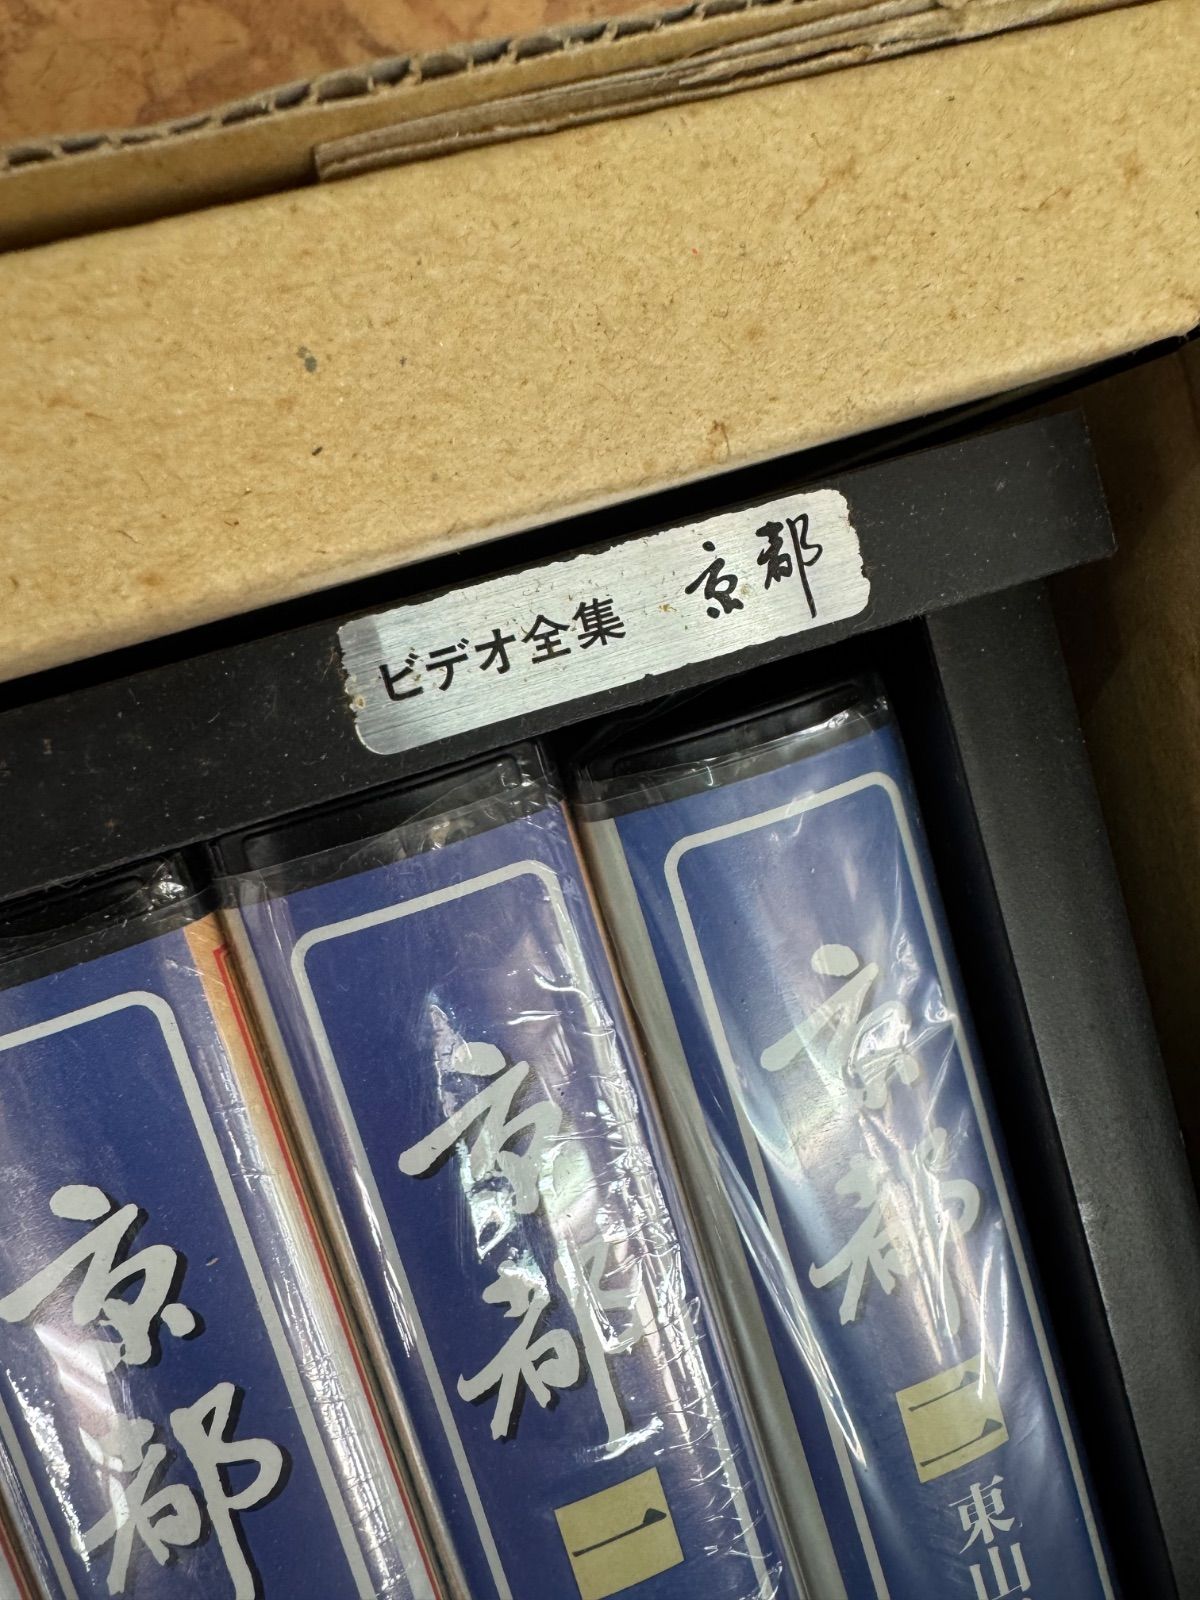 ビデオ全集 京都
京都
京都 一
京都 二 東山